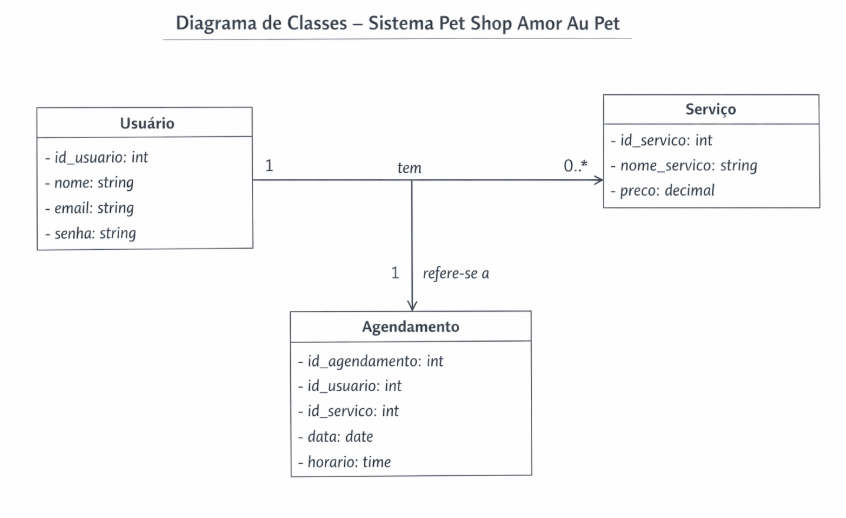 Diagrama de Classes – Sistema Pet Shop Amor Au Pet
Usuário
- id_usuario: int
- nome: string
- email: string
- senha: string
1
tem
0..*
Serviço
- id_servico: int
- nome_servico: string
- preco: decimal
1
refere-se a
Agendamento
- id_agendamento: int
- id_usuario: int
- id_servico: int
- data: date
- horario: time